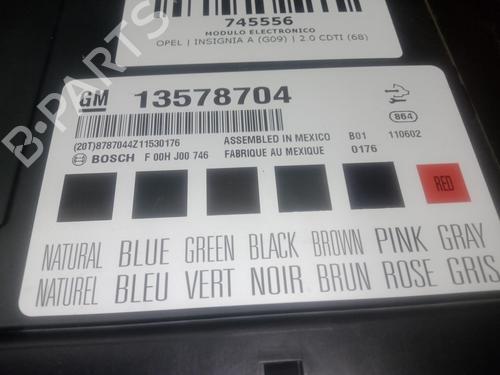 745556
MODULO ELECTRONICO
OPEL | INSIGNIA A (G09) | 2.0 CDTI (68)
GM 13578704
864
(20T)8787044Z11530176 ASSEMBLED IN MEXICO B01 110602
BOSCH F 00H J00 746 FABRIQUE AU MEXIQUE 0176
RED
NATURAL BLUE GREEN BLACK BROWN PINK GRAY
NATUREL BLEU VERT NOIR BRUN ROSE GRIS
B-PARTS